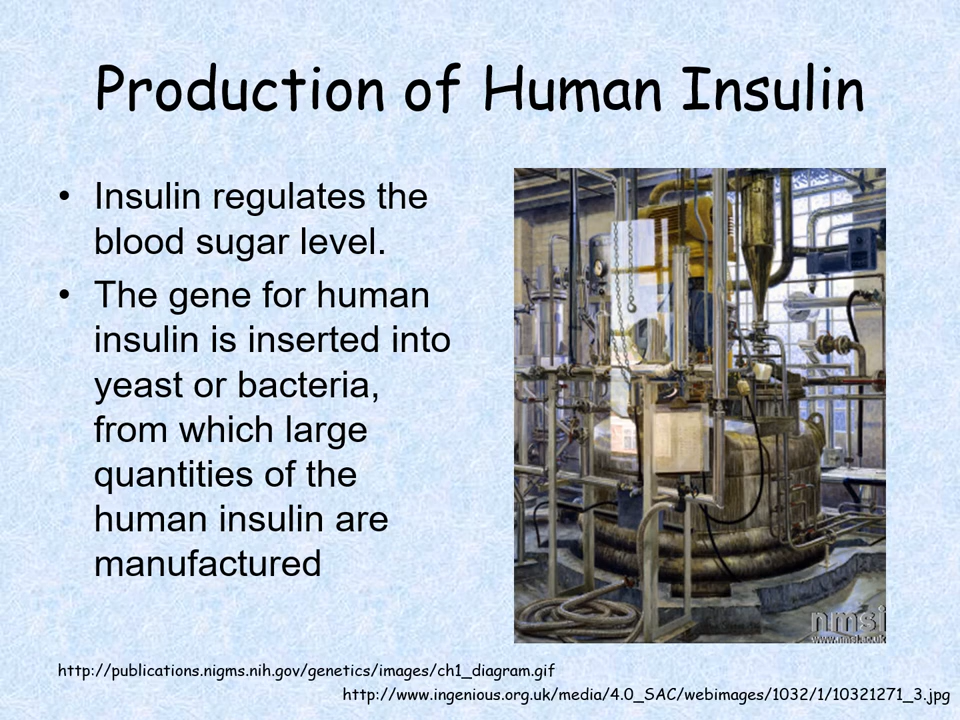 Production of Human Insulin
• Insulin regulates the
blood sugar level.
• The gene for human
insulin is inserted into
yeast or bacteria,
from which large
quantities of the
human insulin are
manufactured
nmsi
www.nmsi.ac.uk
http://publications.nigms.nih.gov/genetics/images/ch1_diagram.gif
http://www.ingenious.org.uk/media/4.0_SAC/webimages/1032/1/10321271_3.jpg